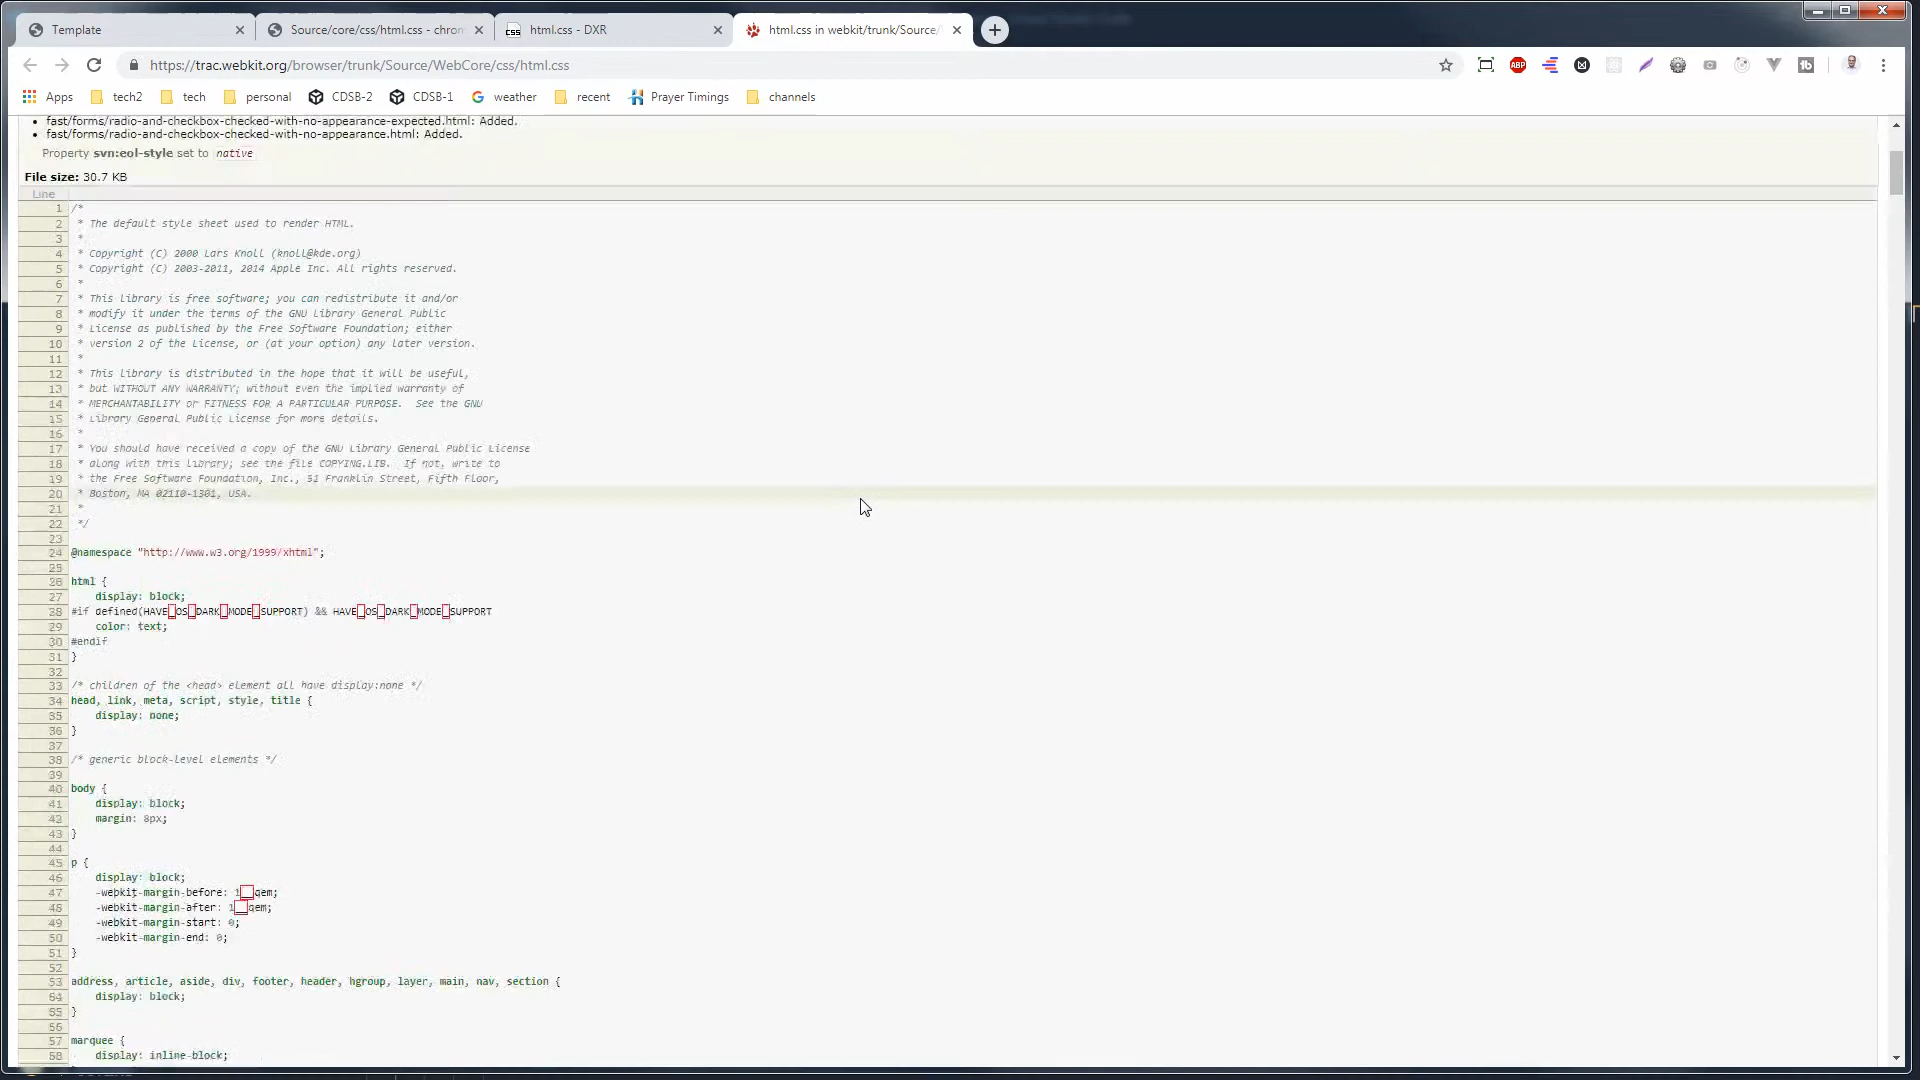 Template
Source/core/css/html.css - chrom
html.css - DXR
html.css in webkit/trunk/Source/
https://trac.webkit.org/browser/trunk/Source/WebCore/css/html.css
Apps tech2 tech personal CDSB-2 CDSB-1 weather recent Prayer Timings channels
fast/forms/radio-and-checkbox-checked-with-no-appearance-expected.html: Added.
fast/forms/radio-and-checkbox-checked-with-no-appearance.html: Added.
Property svn:eol-style set to native
File size: 30.7 KB
Line
1 /*
2 * The default style sheet used to render HTML.
3 *
4 * Copyright (C) 2000 Lars Knoll (knoll@kde.org)
5 * Copyright (C) 2003-2011, 2014 Apple Inc. All rights reserved.
6 *
7 * This library is free software; you can redistribute it and/or
8 * modify it under the terms of the GNU Library General Public
9 * License as published by the Free Software Foundation; either
10 * version 2 of the License, or (at your option) any later version.
11 *
12 * This library is distributed in the hope that it will be useful,
13 * but WITHOUT ANY WARRANTY; without even the implied warranty of
14 * MERCHANTABILITY or FITNESS FOR A PARTICULAR PURPOSE.  See the GNU
15 * Library General Public License for more details.
16 *
17 * You should have received a copy of the GNU Library General Public License
18 * along with this library; see the file COPYING.LIB.  If not, write to
19 * the Free Software Foundation, Inc., 51 Franklin Street, Fifth Floor,
20 * Boston, MA 02110-1301, USA.
21 *
22 */
23
24 @namespace "http://www.w3.org/1999/xhtml";
25
26 html {
27 display: block;
28 #if defined(HAVE_OS_DARK_MODE_SUPPORT) && HAVE_OS_DARK_MODE_SUPPORT
29 color: text;
30 #endif
31 }
32
33 /* children of the <head> element all have display:none */
34 head, link, meta, script, style, title {
35 display: none;
36 }
37
38 /* generic block-level elements */
39
40 body {
41 display: block;
42 margin: 8px;
43 }
44
45 p {
46 display: block;
47 -webkit-margin-before: 1__qem;
48 -webkit-margin-after: 1__qem;
49 -webkit-margin-start: 0;
50 -webkit-margin-end: 0;
51 }
52
53 address, article, aside, div, footer, header, hgroup, layer, main, nav, section {
54 display: block;
55 }
56
57 marquee {
58 display: inline-block;